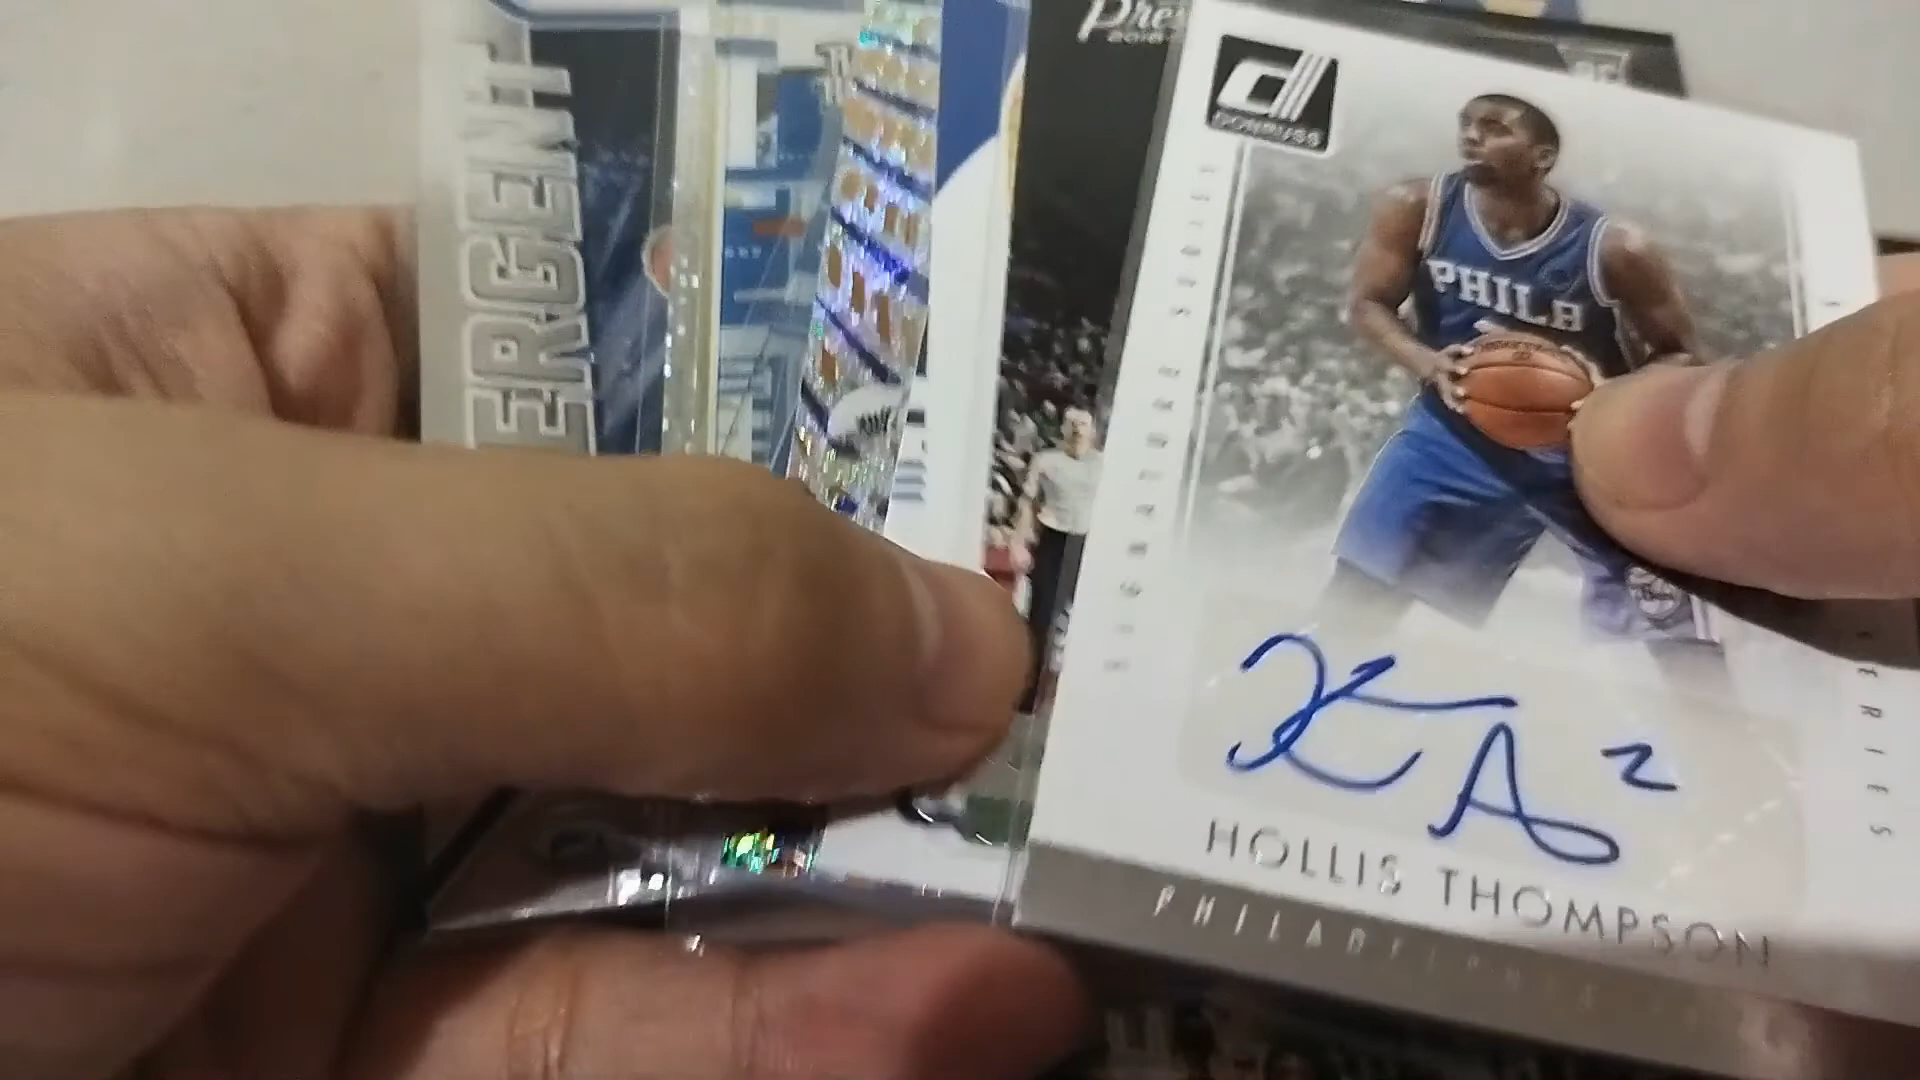 ERGENT
Pres
DONRUSS
SIGNATURE SERIES
PHILA
HOLLIS THOMPSON
PHILADELPHIA
SERIES